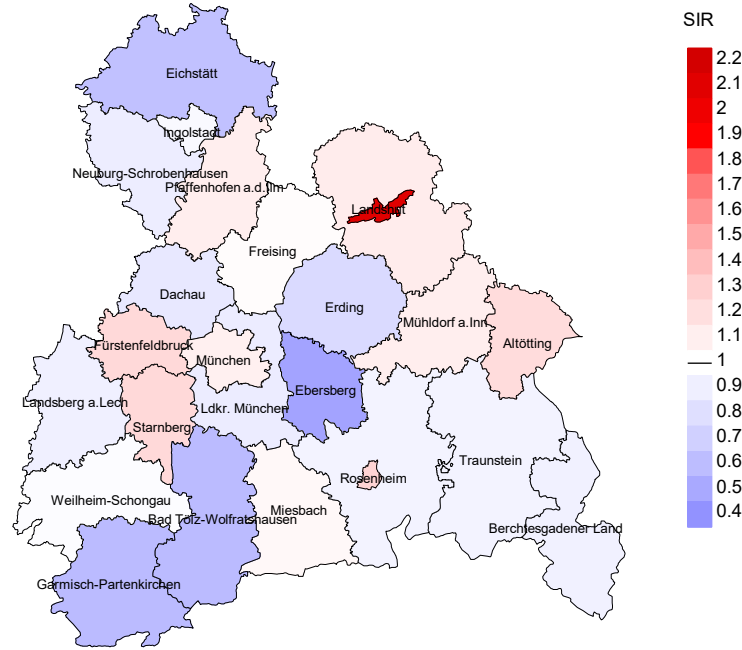 SIR
2.2
2.1
2
1.9
1.8
1.7
1.6
1.5
1.4
1.3
1.2
1.1
1
0.9
0.8
0.7
0.6
0.5
0.4
Eichstätt
Ingolstadt
Neuburg-Schrobenhausen
Pfaffenhofen a.d.Ilm
Landshut
Freising
Dachau
Erding
Mühldorf a.Inn
Altötting
Fürstenfeldbruck
München
Ebersberg
Landsberg a.Lech
Ldkr. München
Starnberg
Traunstein
Rosenheim
Weilheim-Schongau
Miesbach
Bad Tölz-Wolfratshausen
Berchtesgadener Land
Garmisch-Partenkirchen